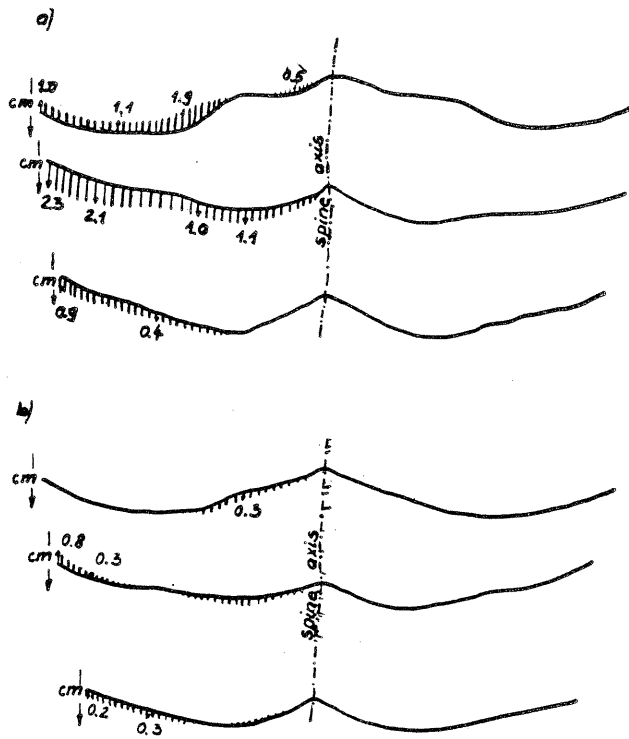 a)
1.0 0.5
cm 1.1 1.9
cm
2.3 2.1 1.0 1.1
spine axis
cm
0.9 0.4
b)
cm
0.3
0.8
cm 0.3
spine axis
cm
0.2 0.3